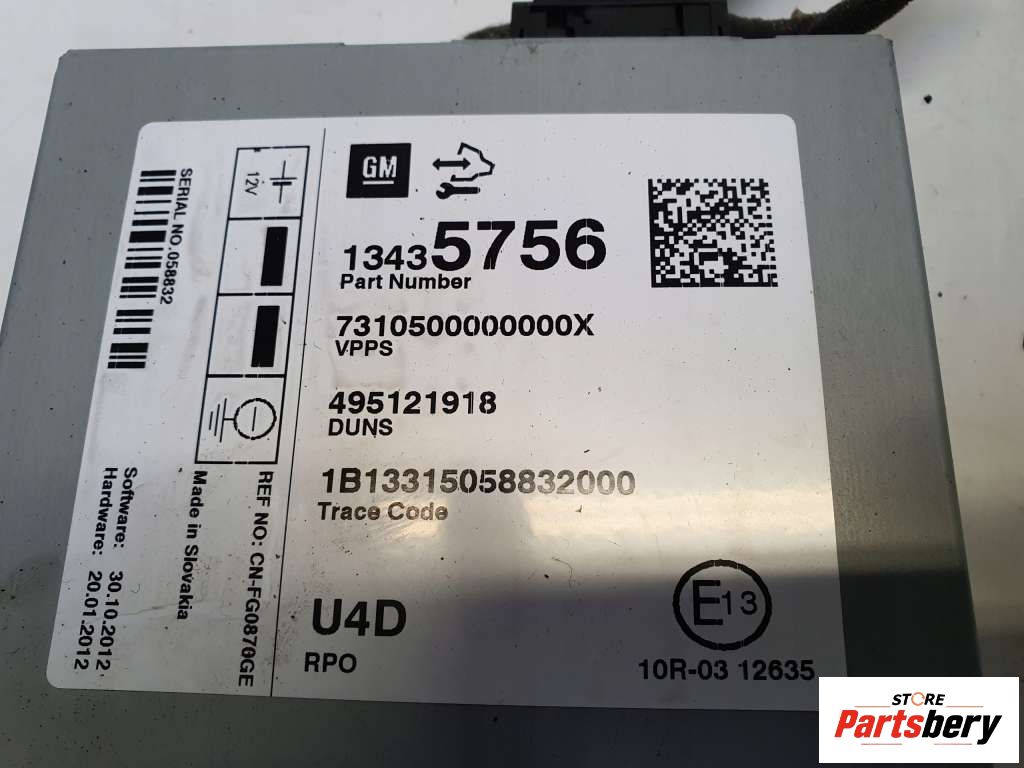 GM
13435756
Part Number
7310500000000X
VPPS
495121918
DUNS
1B13315058832000
Trace Code
U4D
RPO
E13
10R-03 12635
12V
SERIAL NO.058832
REF NO: CN-FG0870GE
Made in Slovakia
Software: 30.10.2012
Hardware: 20.01.2012
STORE
Partsbery